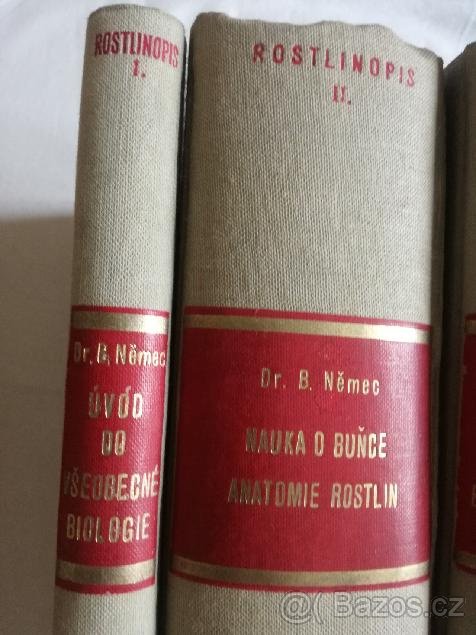 ROSTLINOPIS
I.
Dr. B. Němec
ÚVOD
DO
VŠEOBECNÉ
BIOLOGIE
ROSTLINOPIS
II.
Dr. B. Němec
NAUKA O BUŇCE
ANATOMIE ROSTLIN
Bazos.cz